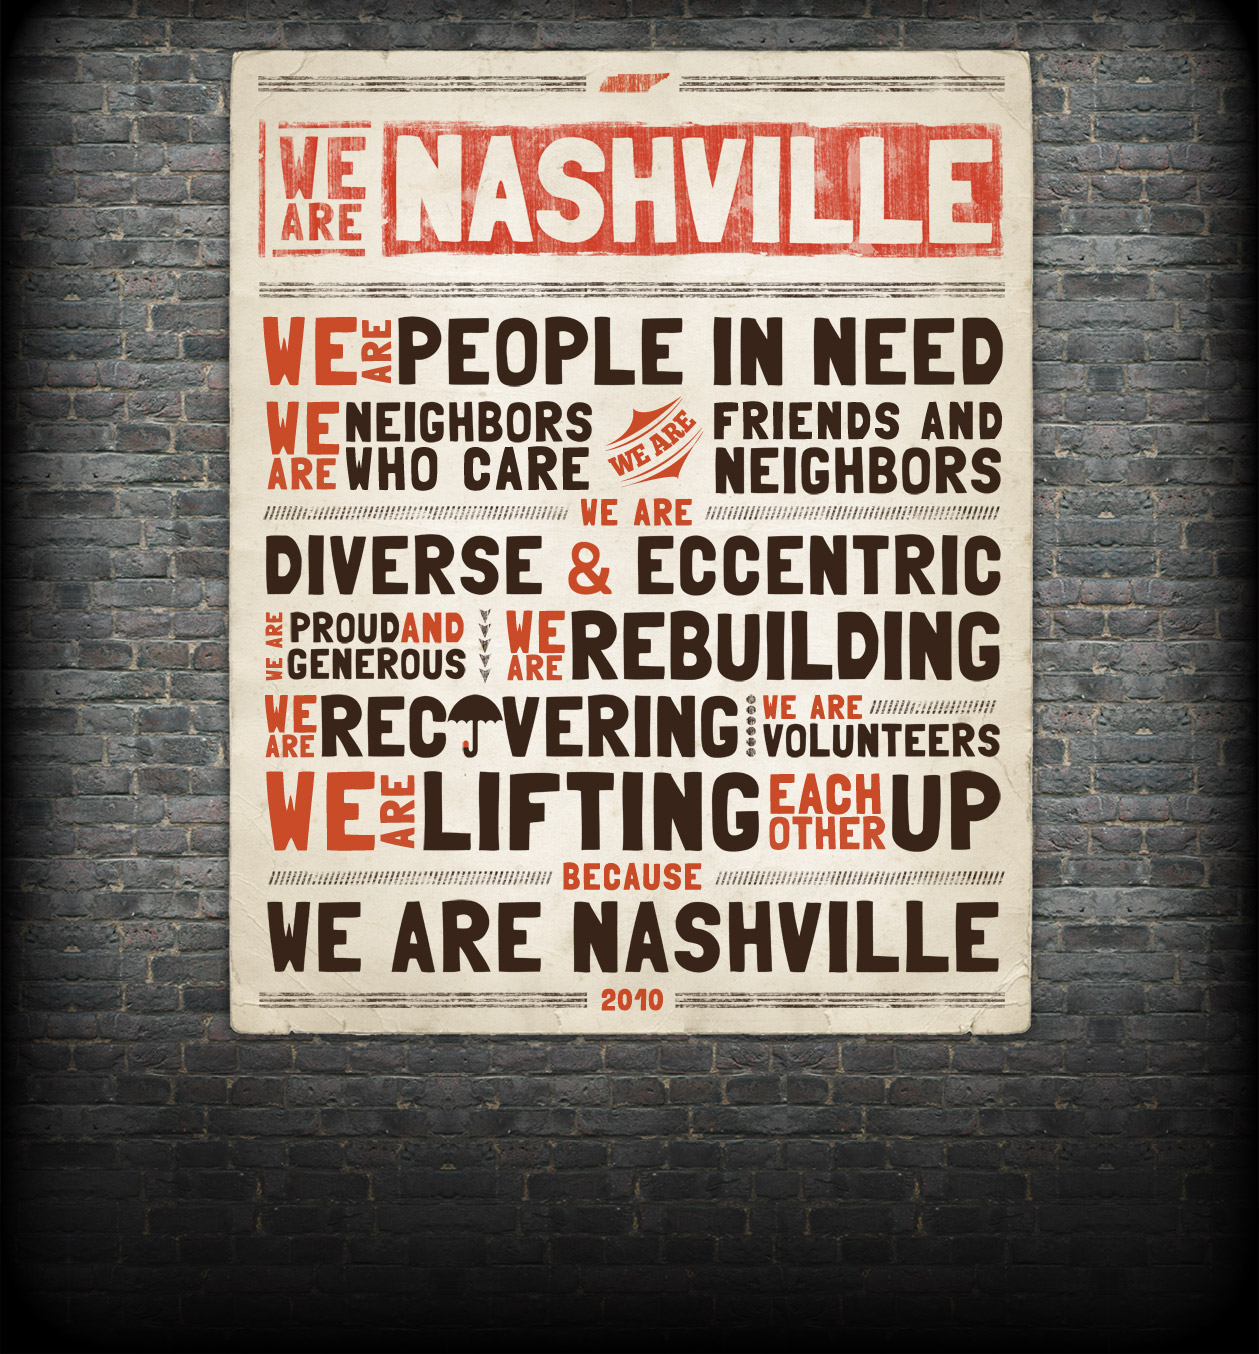 WE ARE NASHVILLE
WE ARE PEOPLE IN NEED
WE ARE NEIGHBORS WHO CARE
WE ARE FRIENDS AND NEIGHBORS
WE ARE
DIVERSE & ECCENTRIC
WE ARE PROUD AND GENEROUS
WE ARE REBUILDING
WE ARE RECOVERING
WE ARE VOLUNTEERS
WE ARE LIFTING EACH OTHER UP
BECAUSE
WE ARE NASHVILLE
2010